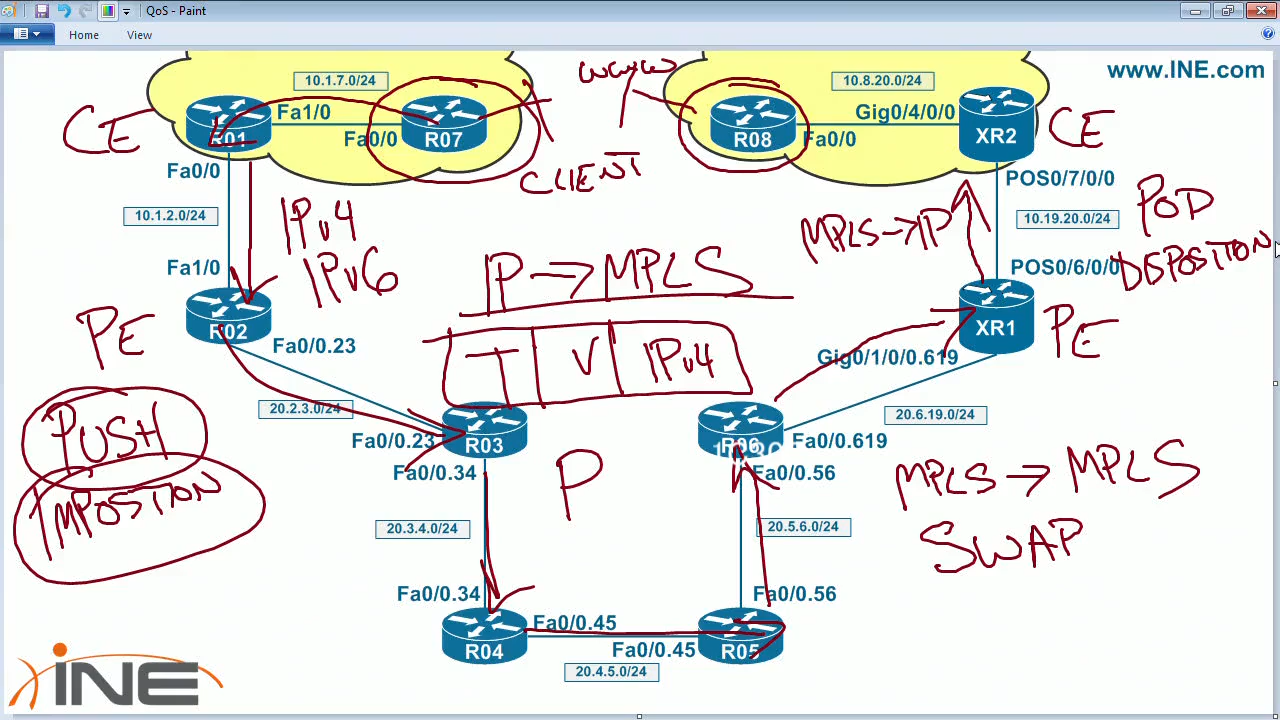 QoS - Paint
Home
View
www.INE.com
10.1.7.0/24
WWW
10.8.20.0/24
CE
R01
Fa1/0
Fa0/0
R07
CLIENT
R08
Fa0/0
Gig0/4/0/0
XR2
CE
Fa0/0
POS0/7/0/0
10.1.2.0/24
IPv4
IPv6
MPLS→IP
10.19.20.0/24
POD
DISPOSITION
Fa1/0
IP → MPLS
POS0/6/0/0
PE
R02
Fa0/0.23
T
V
IPv4
Gig0/1/0/0.619
XR1
PE
20.2.3.0/24
20.6.19.0/24
PUSH
Fa0/0.23
R03
R06
Fa0/0.619
Fa0/0.34
Fa0/0.56
IMPOSTION
P
MPLS → MPLS
20.3.4.0/24
20.5.6.0/24
SWAP
Fa0/0.34
Fa0/0.56
Fa0/0.45
R04
Fa0/0.45
R05
20.4.5.0/24
INE